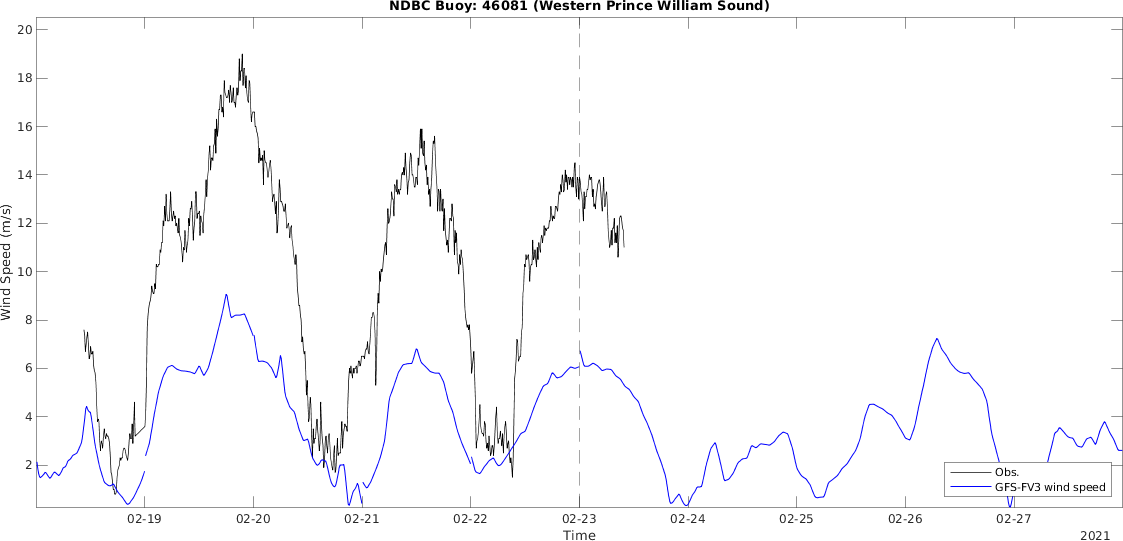 NDBC Buoy: 46081 (Western Prince William Sound)
20
18
16
14
12
10
8
6
4
2
Wind Speed (m/s)
Obs.
GFS-FV3 wind speed
02-19 02-20 02-21 02-22 02-23 02-24 02-25 02-26 02-27
Time
2021